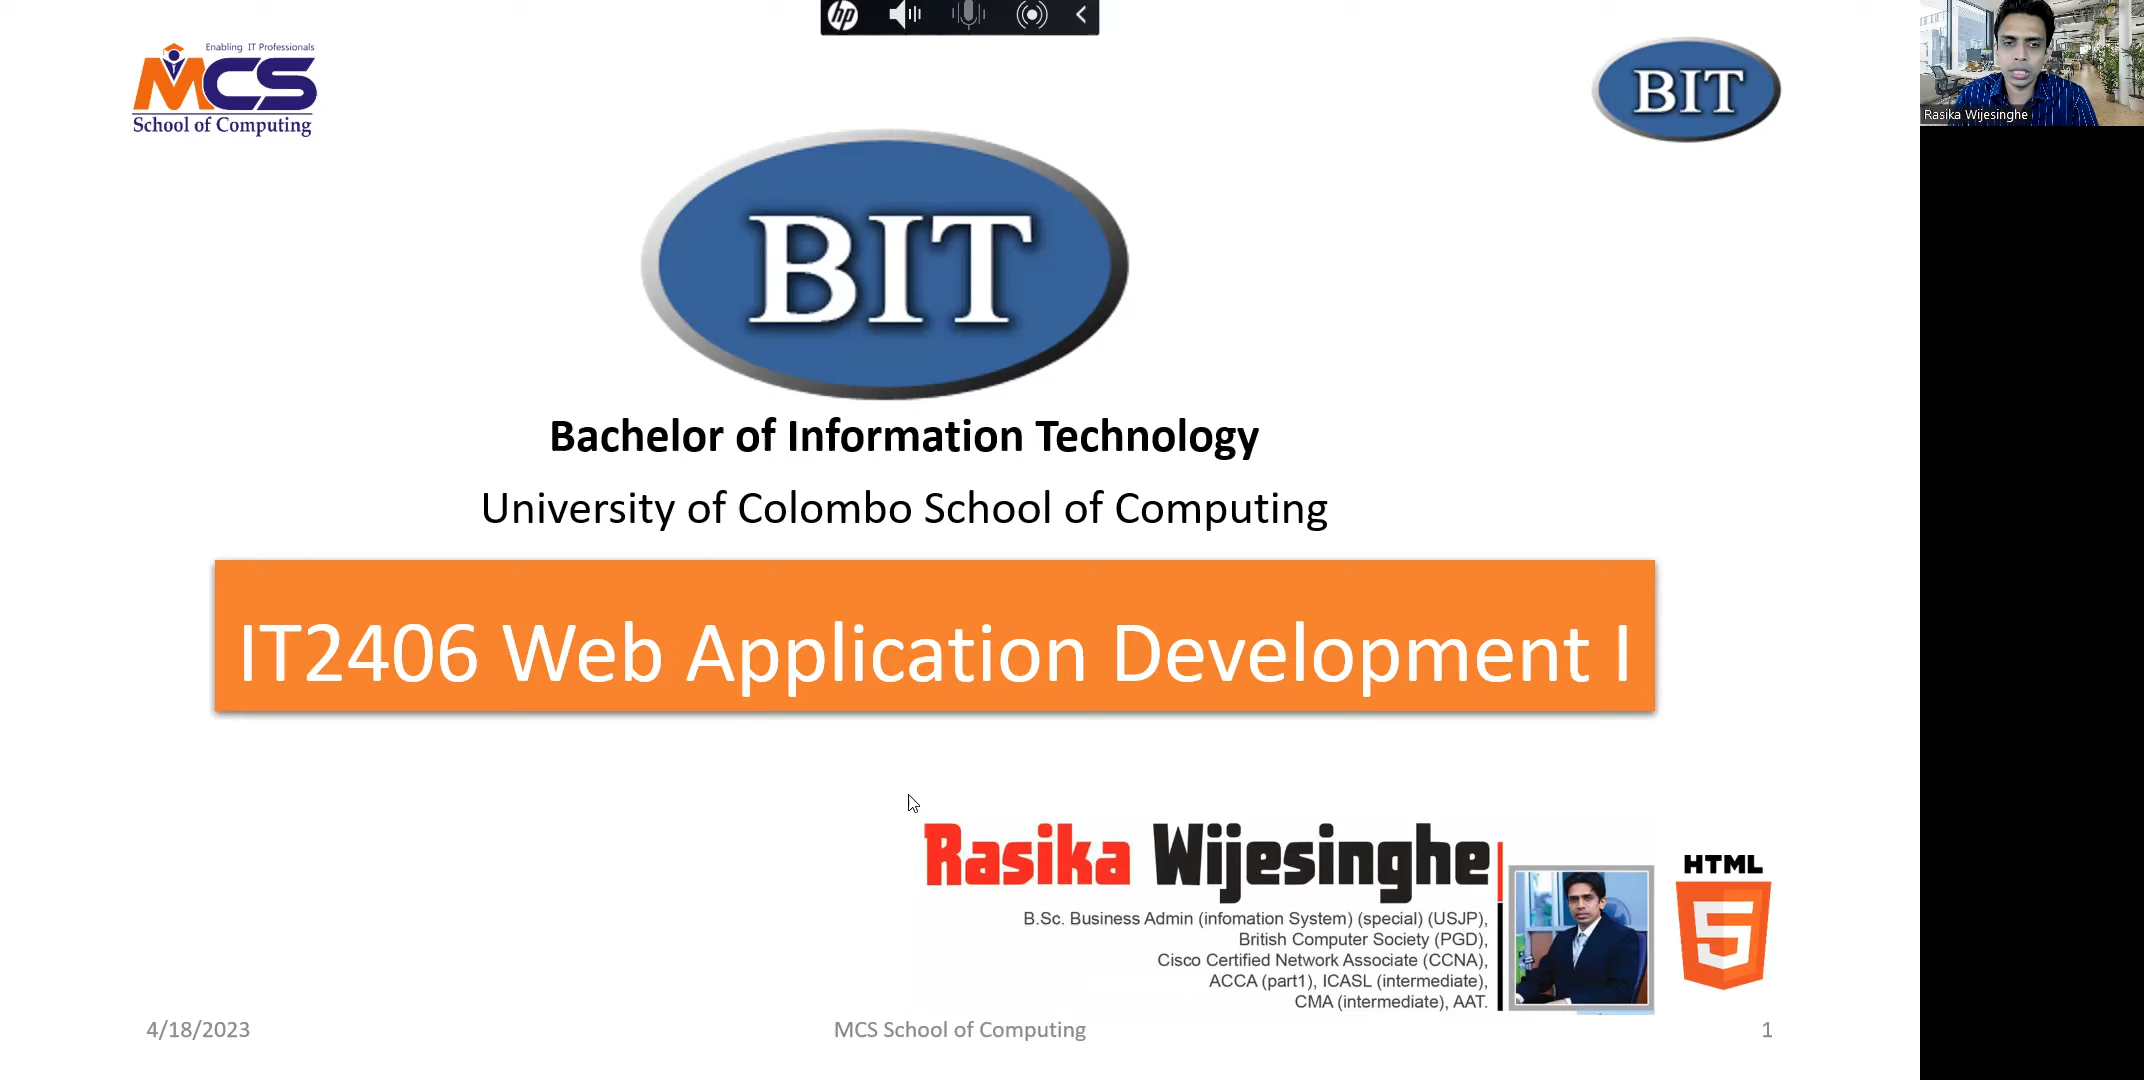 hp
Enabling IT Professionals
MCS
School of Computing
BIT
Rasika Wijesinghe
BIT
Bachelor of Information Technology
University of Colombo School of Computing
IT2406 Web Application Development I
Rasika Wijesinghe
B.Sc. Business Admin (infomation System) (special) (USJP),
British Computer Society (PGD),
Cisco Certified Network Associate (CCNA),
ACCA (part1), ICASL (intermediate),
CMA (intermediate), AAT.
HTML
5
4/18/2023
MCS School of Computing
1